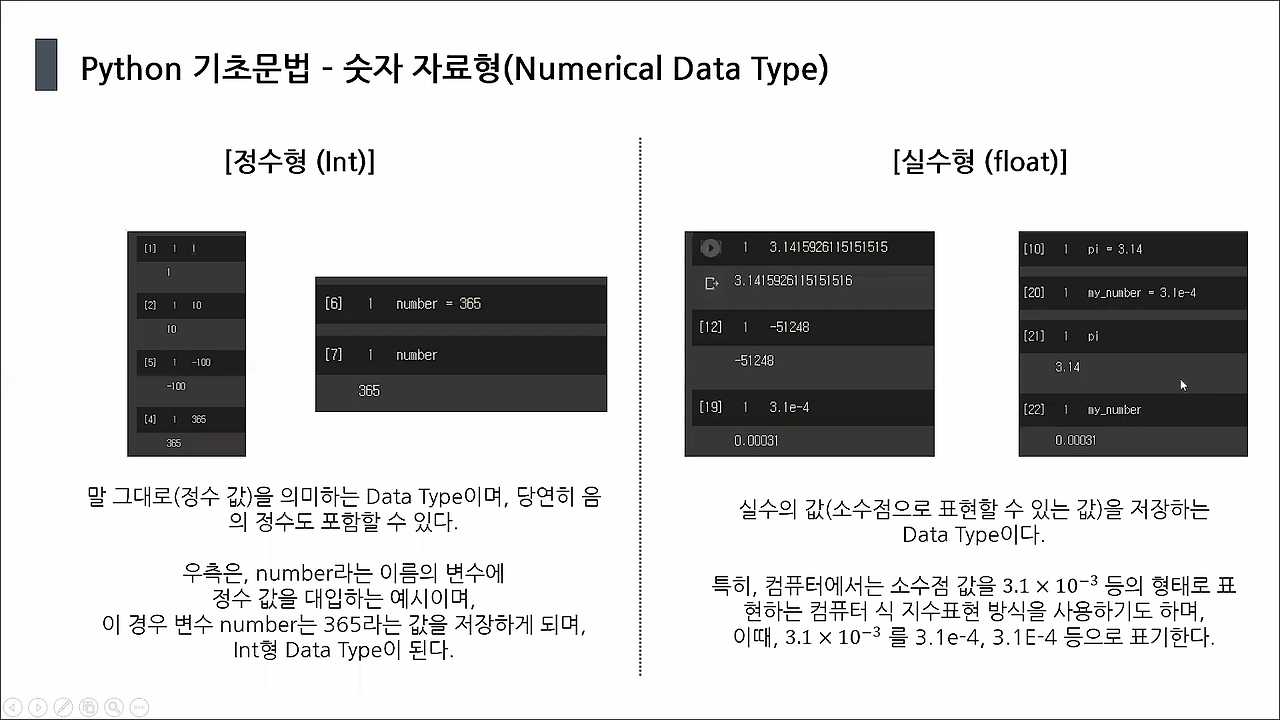 Python 기초문법 - 숫자 자료형(Numerical Data Type)
[정수형 (Int)]
[1] 1 1
1
[2] 1 10
10
[5] 1 -100
-100
[4] 1 365
365
[6] 1 number = 365
[7] 1 number
365
말 그대로(정수 값)을 의미하는 Data Type이며, 당연히 음
의 정수도 포함할 수 있다.
우측은, number라는 이름의 변수에
정수 값을 대입하는 예시이며,
이 경우 변수 number는 365라는 값을 저장하게 되며,
Int형 Data Type이 된다.
[실수형 (float)]
1 3.1415926115151515
3.1415926115151516
[12] 1 -51248
-51248
[19] 1 3.1e-4
0.00031
[10] 1 pi = 3.14
[20] 1 my_number = 3.1e-4
[21] 1 pi
3.14
[22] 1 my_number
0.00031
실수의 값(소수점으로 표현할 수 있는 값)을 저장하는
Data Type이다.
특히, 컴퓨터에서는 소수점 값을 3.1 × 10⁻³ 등의 형태로 표
현하는 컴퓨터 식 지수표현 방식을 사용하기도 하며,
이때, 3.1 × 10⁻³ 를 3.1e-4, 3.1E-4 등으로 표기한다.